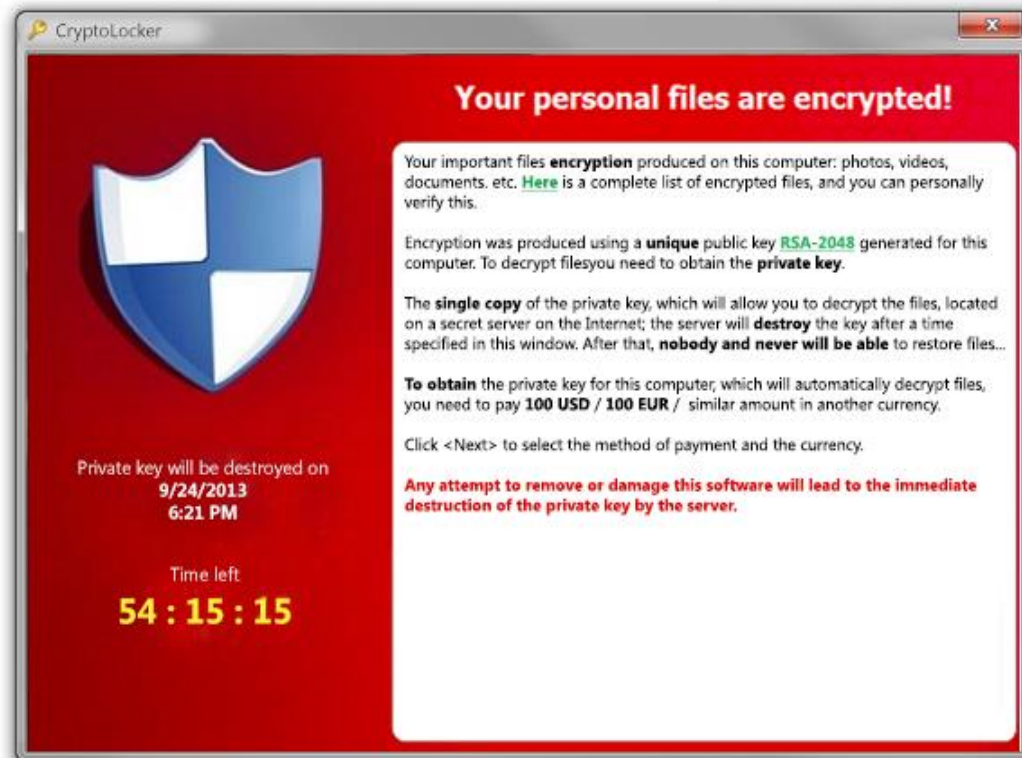 CryptoLocker
Your personal files are encrypted!
Your important files encryption produced on this computer: photos, videos,
documents. etc. Here is a complete list of encrypted files, and you can personally
verify this.
Encryption was produced using a unique public key RSA-2048 generated for this
computer. To decrypt filesyou need to obtain the private key.
The single copy of the private key, which will allow you to decrypt the files, located
on a secret server on the Internet; the server will destroy the key after a time
specified in this window. After that, nobody and never will be able to restore files...
To obtain the private key for this computer, which will automatically decrypt files,
you need to pay 100 USD / 100 EUR / similar amount in another currency.
Click <Next> to select the method of payment and the currency.
Any attempt to remove or damage this software will lead to the immediate
destruction of the private key by the server.
Private key will be destroyed on
9/24/2013
6:21 PM
Time left
54 : 15 : 15